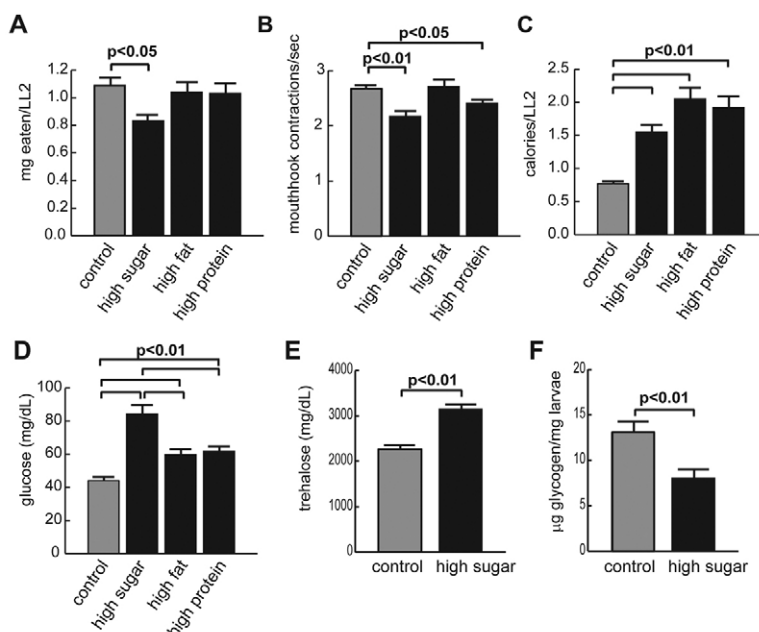 A
p<0.05
mg eaten/LL2
1.2
1.0
0.8
0.6
0.4
0.2
0.0
control
high sugar
high fat
high protein
B
p<0.05
p<0.01
mouthhook contractions/sec
3
2
1
0
control
high sugar
high fat
high protein
C
p<0.01
calories/LL2
2.5
2.0
1.5
1.0
0.5
0.0
control
high sugar
high fat
high protein
D
p<0.01
glucose (mg/dL)
100
80
60
40
20
0
control
high sugar
high fat
high protein
E
p<0.01
trehalose (mg/dL)
4000
3000
2000
1000
0
control
high sugar
F
p<0.01
µg glycogen/mg larvae
20
15
10
5
0
control
high sugar